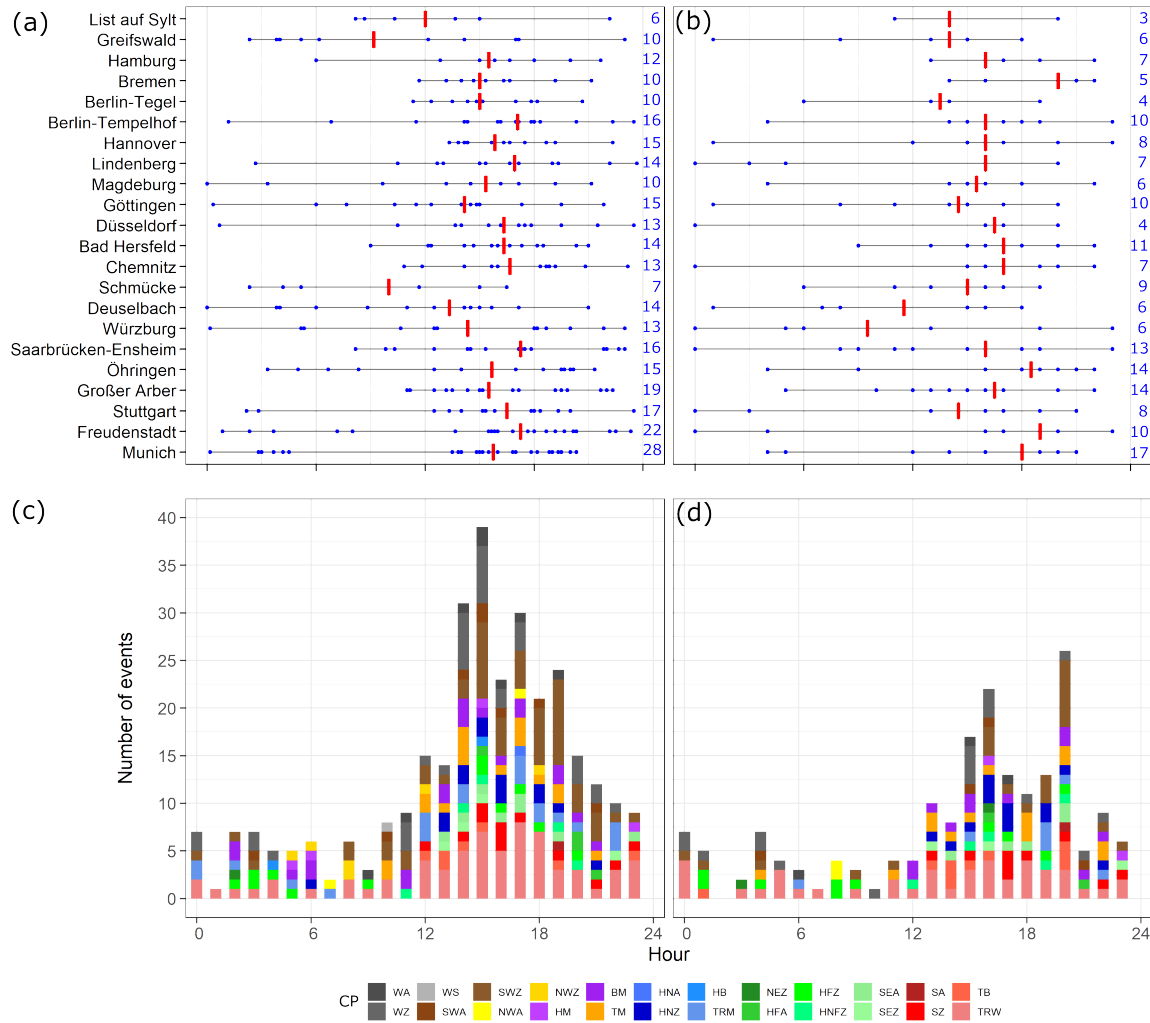 (a) (b)
List auf Sylt 6 3
Greifswald 10 6
Hamburg 12 7
Bremen 10 5
Berlin-Tegel 10 4
Berlin-Tempelhof 16 10
Hannover 15 8
Lindenberg 14 7
Magdeburg 10 6
Göttingen 15 10
Düsseldorf 13 4
Bad Hersfeld 14 11
Chemnitz 13 7
Schmücke 7 9
Deuselbach 14 6
Würzburg 13 6
Saarbrücken-Ensheim 16 13
Öhringen 15 14
Großer Arber 19 14
Stuttgart 17 8
Freudenstadt 22 10
Munich 28 17
(c) (d)
Number of events
40
35
30
25
20
15
10
5
0
0 6 12 18 24 0 6 12 18 24
Hour
CP WA WS SWZ NWZ BM HNA HB NEZ HFZ SEA SA TB
WZ SWA NWA HM TM HNZ TRM HFA HNFZ SEZ SZ TRW